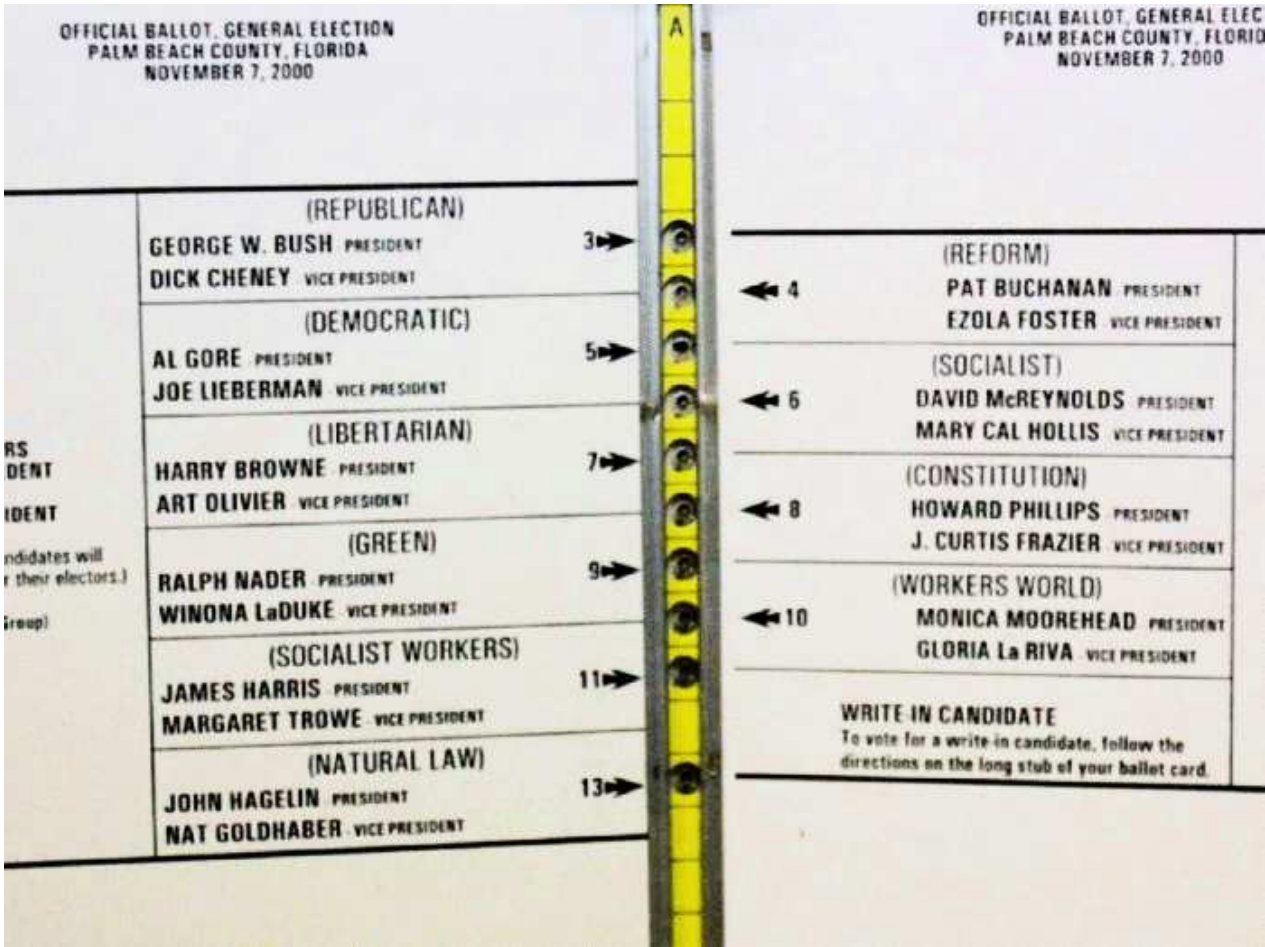 OFFICIAL BALLOT, GENERAL ELECTION
PALM BEACH COUNTY, FLORIDA
NOVEMBER 7, 2000
RS
DENT
IDENT
ndidates will
r their electors.)
Group)
(REPUBLICAN)
GEORGE W. BUSH PRESIDENT 3
DICK CHENEY VICE PRESIDENT
(DEMOCRATIC)
AL GORE PRESIDENT 5
JOE LIEBERMAN VICE PRESIDENT
(LIBERTARIAN)
HARRY BROWNE PRESIDENT 7
ART OLIVIER VICE PRESIDENT
(GREEN)
RALPH NADER PRESIDENT 9
WINONA LaDUKE VICE PRESIDENT
(SOCIALIST WORKERS)
JAMES HARRIS PRESIDENT 11
MARGARET TROWE VICE PRESIDENT
(NATURAL LAW)
JOHN HAGELIN PRESIDENT 13
NAT GOLDHABER VICE PRESIDENT
A
OFFICIAL BALLOT, GENERAL ELEC
PALM BEACH COUNTY, FLORID
NOVEMBER 7, 2000
(REFORM)
4 PAT BUCHANAN PRESIDENT
EZOLA FOSTER VICE PRESIDENT
(SOCIALIST)
6 DAVID McREYNOLDS PRESIDENT
MARY CAL HOLLIS VICE PRESIDENT
(CONSTITUTION)
8 HOWARD PHILLIPS PRESIDENT
J. CURTIS FRAZIER VICE PRESIDENT
(WORKERS WORLD)
10 MONICA MOOREHEAD PRESIDENT
GLORIA La RIVA VICE PRESIDENT
WRITE-IN CANDIDATE
To vote for a write-in candidate, follow the
directions on the long stub of your ballot card.